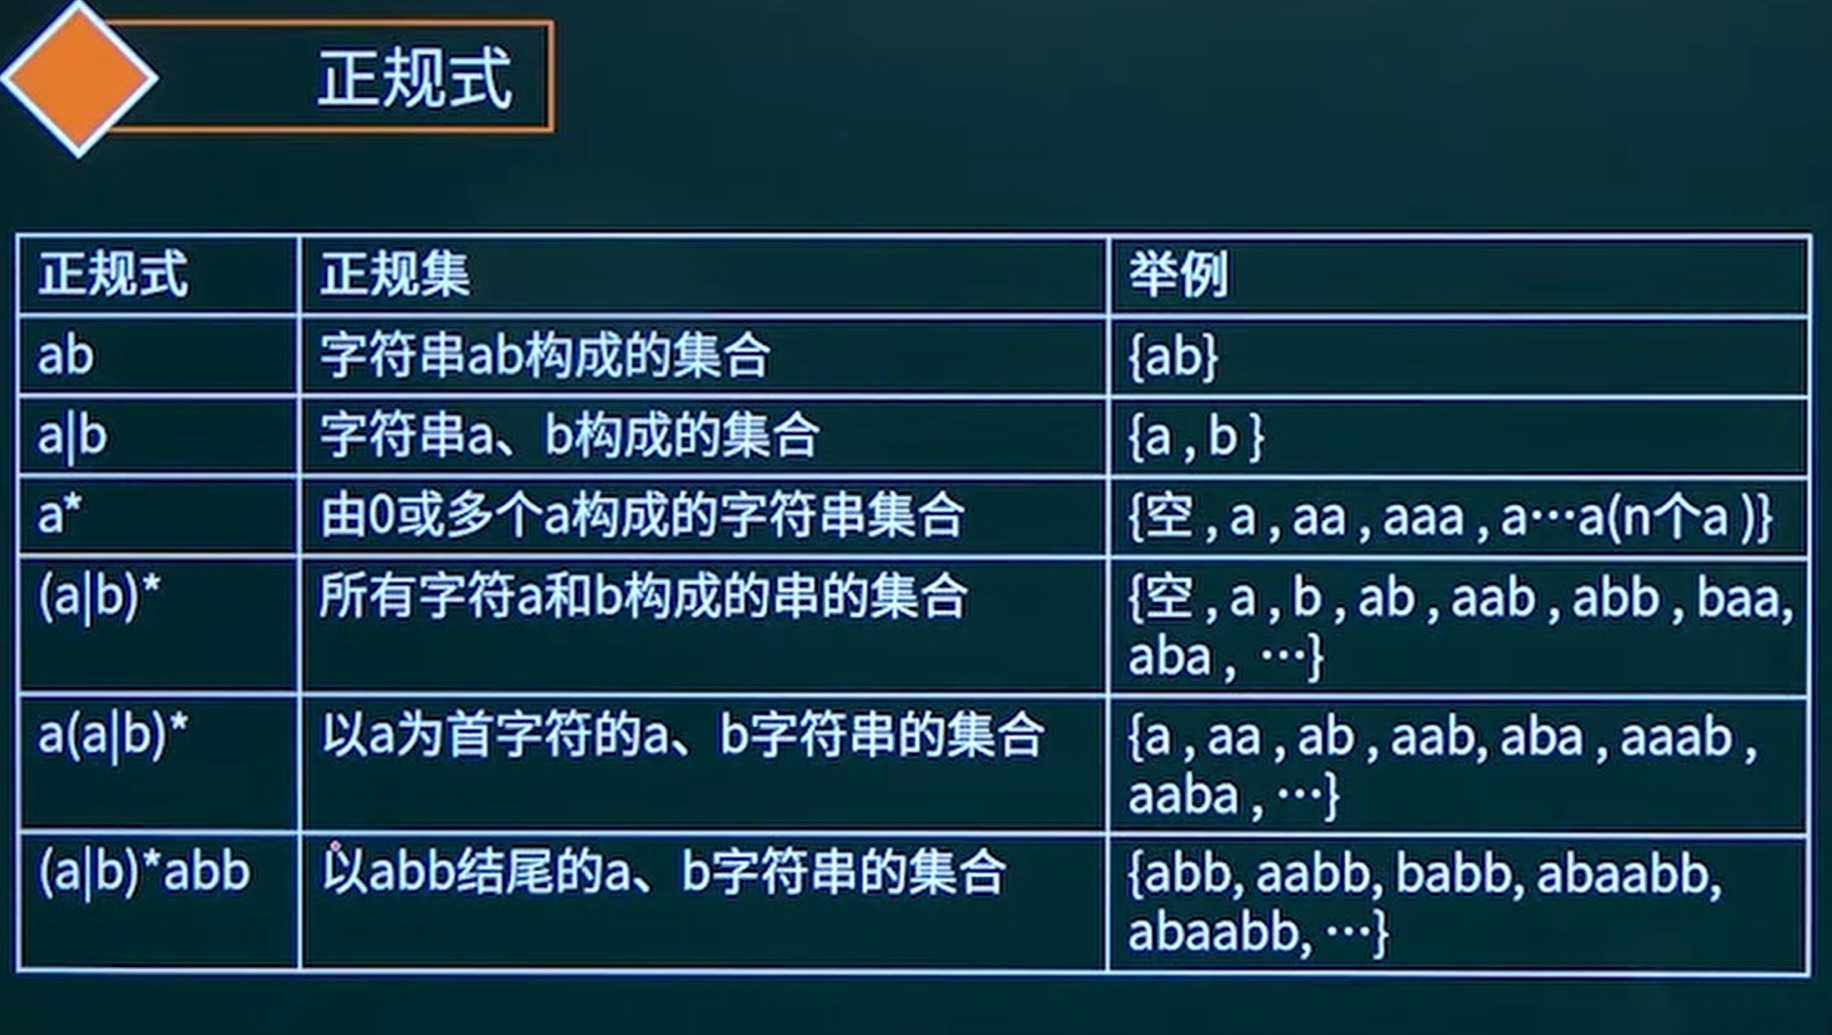 正规式
正规式 正规集 举例
ab 字符串ab构成的集合 {ab}
a|b 字符串a、b构成的集合 {a , b }
a* 由0或多个a构成的字符串集合 {空 , a , aa , aaa , a…a(n个a )}
(a|b)* 所有字符a和b构成的串的集合 {空 , a , b , ab , aab , abb , baa,
aba , …}
a(a|b)* 以a为首字符的a、b字符串的集合 {a , aa , ab , aab, aba , aaab ,
aaba , …}
(a|b)*abb 以abb结尾的a、b字符串的集合 {abb, aabb, babb, abaabb,
abaabb, …}